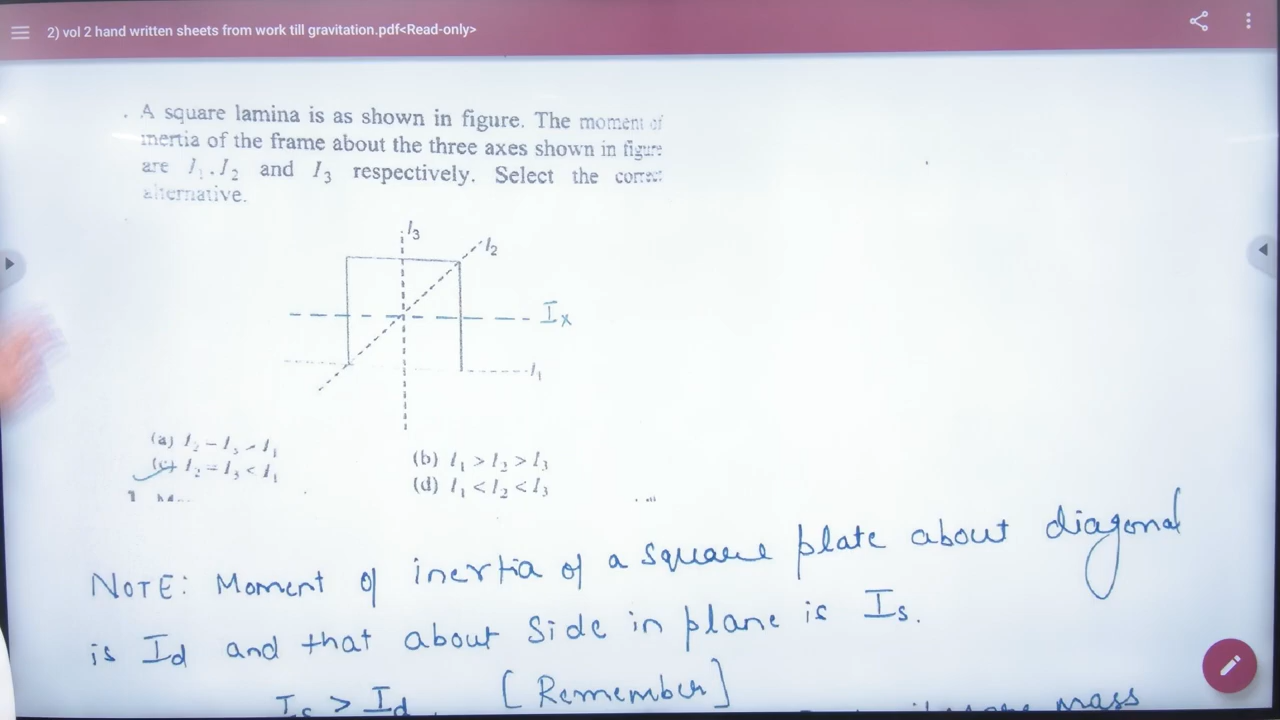 2) vol 2 hand written sheets from work till gravitation.pdf<Read-only>
. A square lamina is as shown in figure. The moment of
inertia of the frame about the three axes shown in figure
are I₁, I₂ and I₃ respectively. Select the correct
alternative.
I₃
I₂
Iₓ
I₁
(b) I₁ > I₂ > I₃
(c) I₂ = I₃ < I₁
(d) I₁ < I₂ < I₃
NOTE: Moment of inertia of a square plate about diagonal
is Id and that about side in plane is Is.
Is > Id. [Remember]
mass